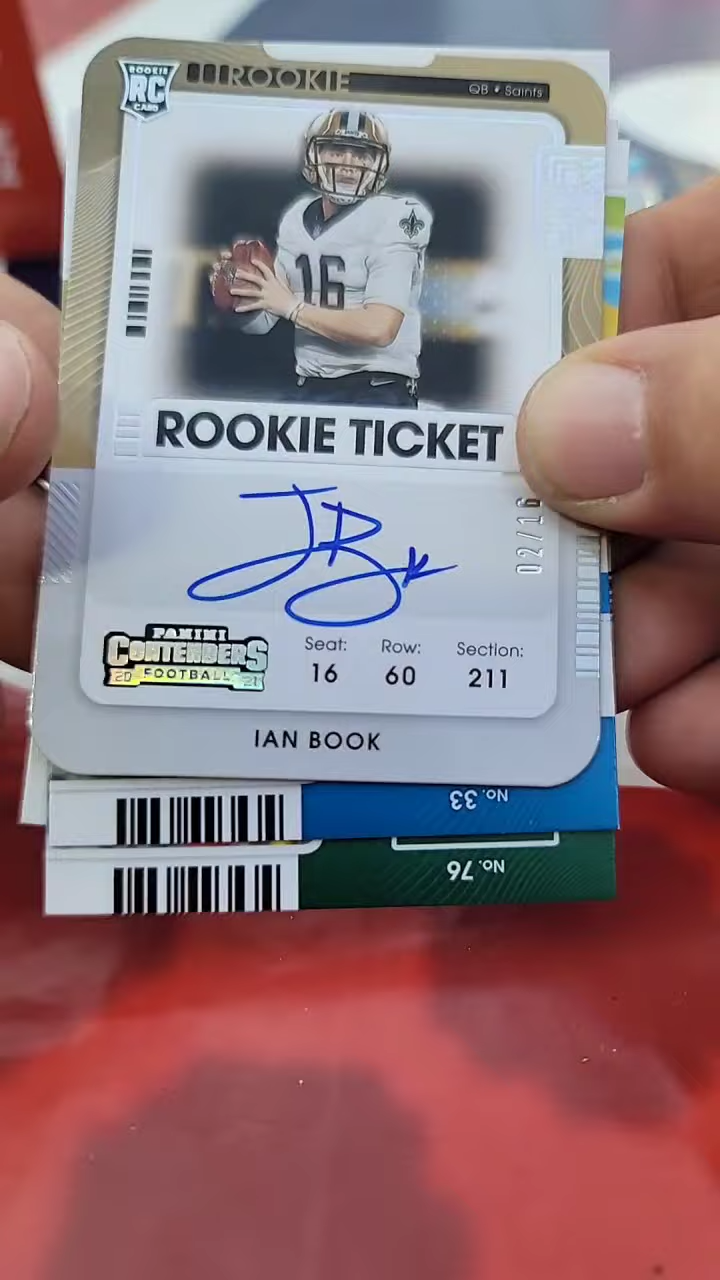 ROOKIE
RC
CARD
ROOKIE
QB • Saints
16
ROOKIE TICKET
02/16
PANINI
CONTENDERS
20 FOOTBALL 21
Seat: Row: Section:
16 60 211
IAN BOOK
No. 33
No. 76